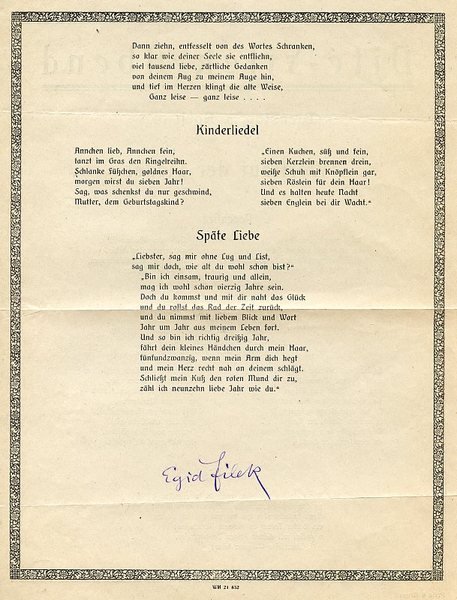 Dann ziehn, entfesselt von des Wortes Schranken,
so klar wie deiner Seele sie entfliehn,
viel tausend liebe, zärtliche Gedanken
von deinem Aug zu meinem Auge hin,
und tief im Herzen klingt die alte Weise,
Ganz leise — ganz leise . . . .
Kinderliedel
Annchen lieb, Annchen fein,
tanzt im Gras den Ringelreihn.
Schlanke Füßchen, goldnes Haar,
morgen wirst du sieben Jahr!
Sag, was schenkst du nur geschwind,
Mutter, dem Geburtstagskind?
„Einen Kuchen, süß und fein,
sieben Kerzlein brennen drein,
weiße Schuh mit Knöpflein gar,
sieben Röslein für dein Haar!
Und es halten heute Nacht
sieben Englein bei dir Wacht.“
Späte Liebe
„Liebster, sag mir ohne Lug und List,
sag mir doch, wie alt du wohl schon bist?“
„Bin ich einsam, traurig und allein,
mag ich wohl schon vierzig Jahre sein.
Doch du kommst und mit dir naht das Glück
und du rollst das Rad der Zeit zurück,
und du nimmst mit liebem Blick und Wort
Jahr um Jahr aus meinem Leben fort.
Und so bin ich richtig dreißig Jahr,
fährt dein kleines Händchen durch mein Haar,
fünfundzwanzig, wenn mein Arm dich hegt
und mein Herz recht nah an deinem schlägt.
Schließt mein Kuß den roten Mund dir zu,
zähl ich neunzehn liebe Jahr wie du.“
Egid Filek
WH 21 632